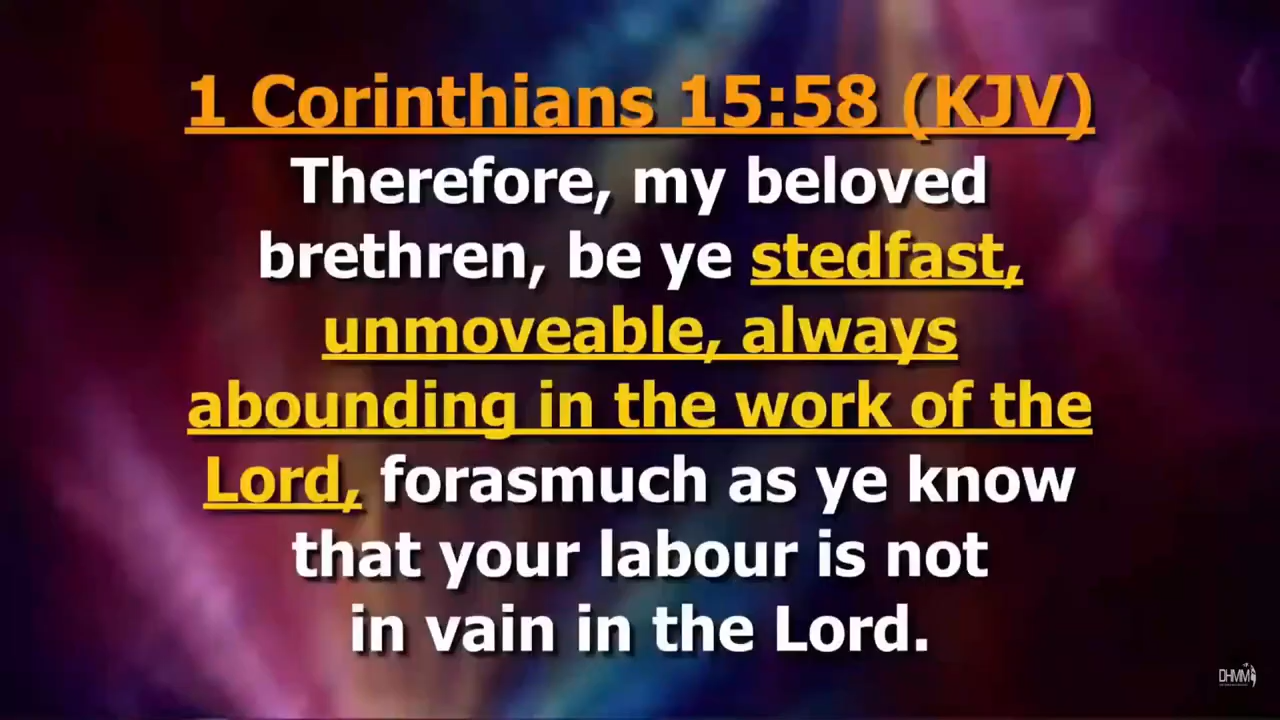 1 Corinthians 15:58 (KJV)
Therefore, my beloved
brethren, be ye stedfast,
unmoveable, always
abounding in the work of the
Lord, forasmuch as ye know
that your labour is not
in vain in the Lord.
DHMM